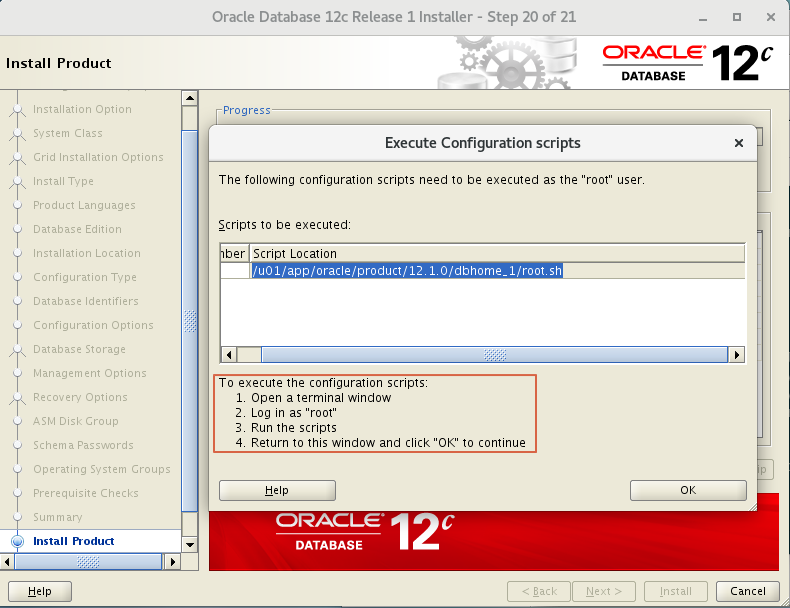 Oracle Database 12c Release 1 Installer - Step 20 of 21
Install Product
ORACLE
DATABASE
12c
Installation Option
System Class
Grid Installation Options
Install Type
Product Languages
Database Edition
Installation Location
Configuration Type
Database Identifiers
Configuration Options
Database Storage
Management Options
Recovery Options
ASM Disk Group
Schema Passwords
Operating System Groups
Prerequisite Checks
Summary
Install Product
Progress
Execute Configuration scripts
The following configuration scripts need to be executed as the "root" user.
Scripts to be executed:
nber Script Location
/u01/app/oracle/product/12.1.0/dbhome_1/root.sh
To execute the configuration scripts:
1. Open a terminal window
2. Log in as "root"
3. Run the scripts
4. Return to this window and click "OK" to continue
Help OK
ip
ORACLE
DATABASE
12c
Help < Back Next > Install Cancel